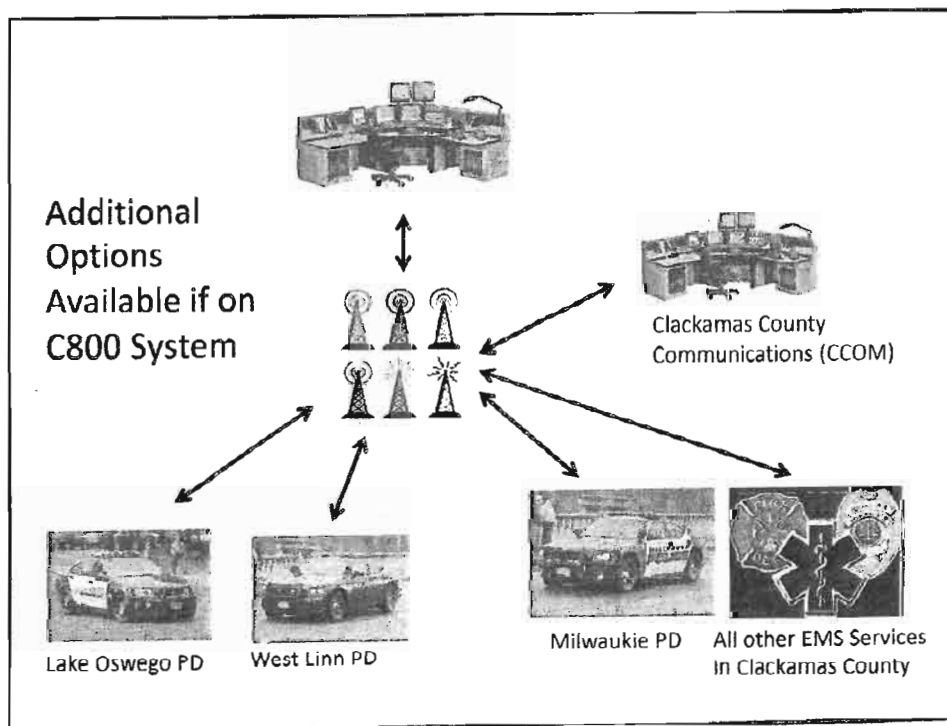 Additional
Options
Available if on
C800 System
Clackamas County
Communications (CCOM)
Lake Oswego PD
West Linn PD
Milwaukie PD
All other EMS Services
In Clackamas County